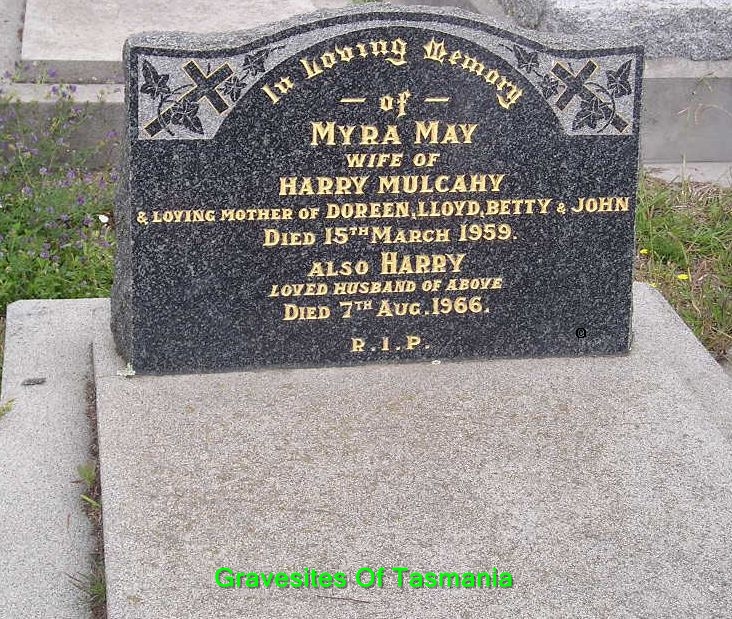 In Loving Memory
— of —
MYRA MAY
WIFE OF
HARRY MULCAHY
& LOVING MOTHER OF DOREEN, LLOYD, BETTY & JOHN
DIED 15TH MARCH 1959.
ALSO HARRY
LOVED HUSBAND OF ABOVE
DIED 7TH AUG. 1966.
R.I.P.
Gravesites Of Tasmania